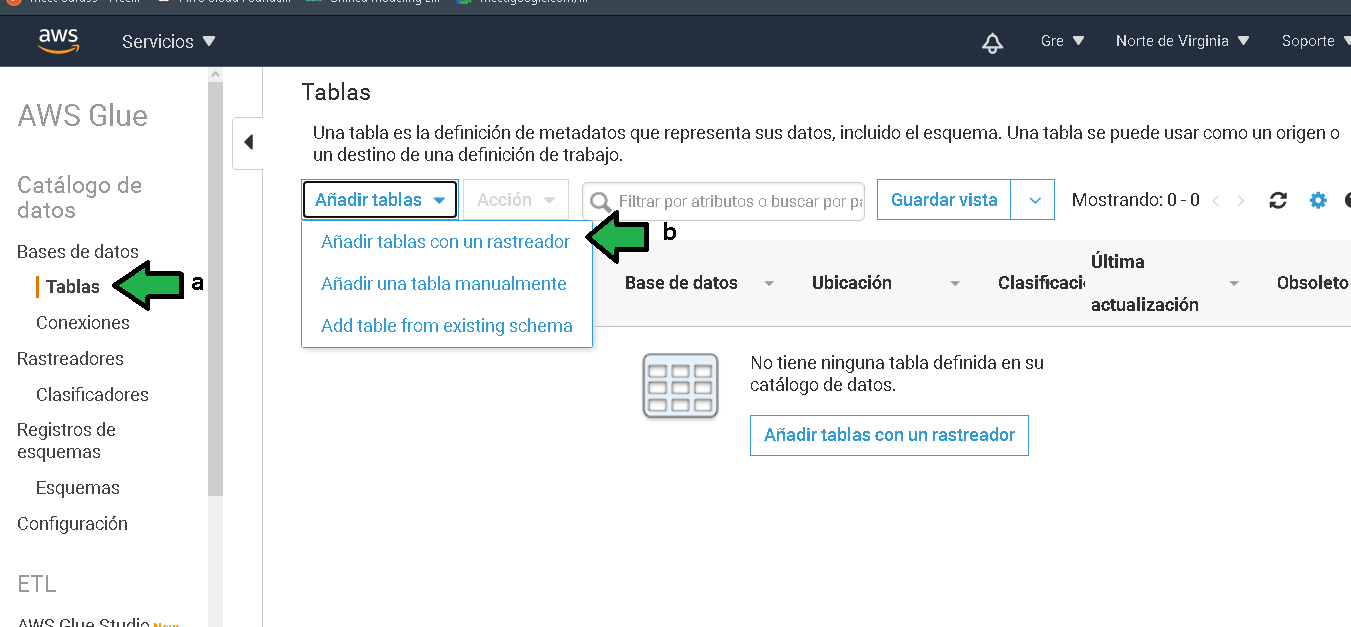 aws
Servicios
Gre
Norte de Virginia
Soporte
AWS Glue
Catálogo de
datos
Bases de datos
Tablas
a
Conexiones
Rastreadores
Clasificadores
Registros de
esquemas
Esquemas
Configuración
ETL
AWS Glue Studio New
Tablas
Una tabla es la definición de metadatos que representa sus datos, incluido el esquema. Una tabla se puede usar como un origen o
un destino de una definición de trabajo.
Añadir tablas
Acción
Filtrar por atributos o buscar por pa
Guardar vista
Mostrando: 0 - 0
Añadir tablas con un rastreador
b
Añadir una tabla manualmente
Add table from existing schema
Base de datos
Ubicación
Clasificaci
Última
actualización
Obsoleto
No tiene ninguna tabla definida en su
catálogo de datos.
Añadir tablas con un rastreador